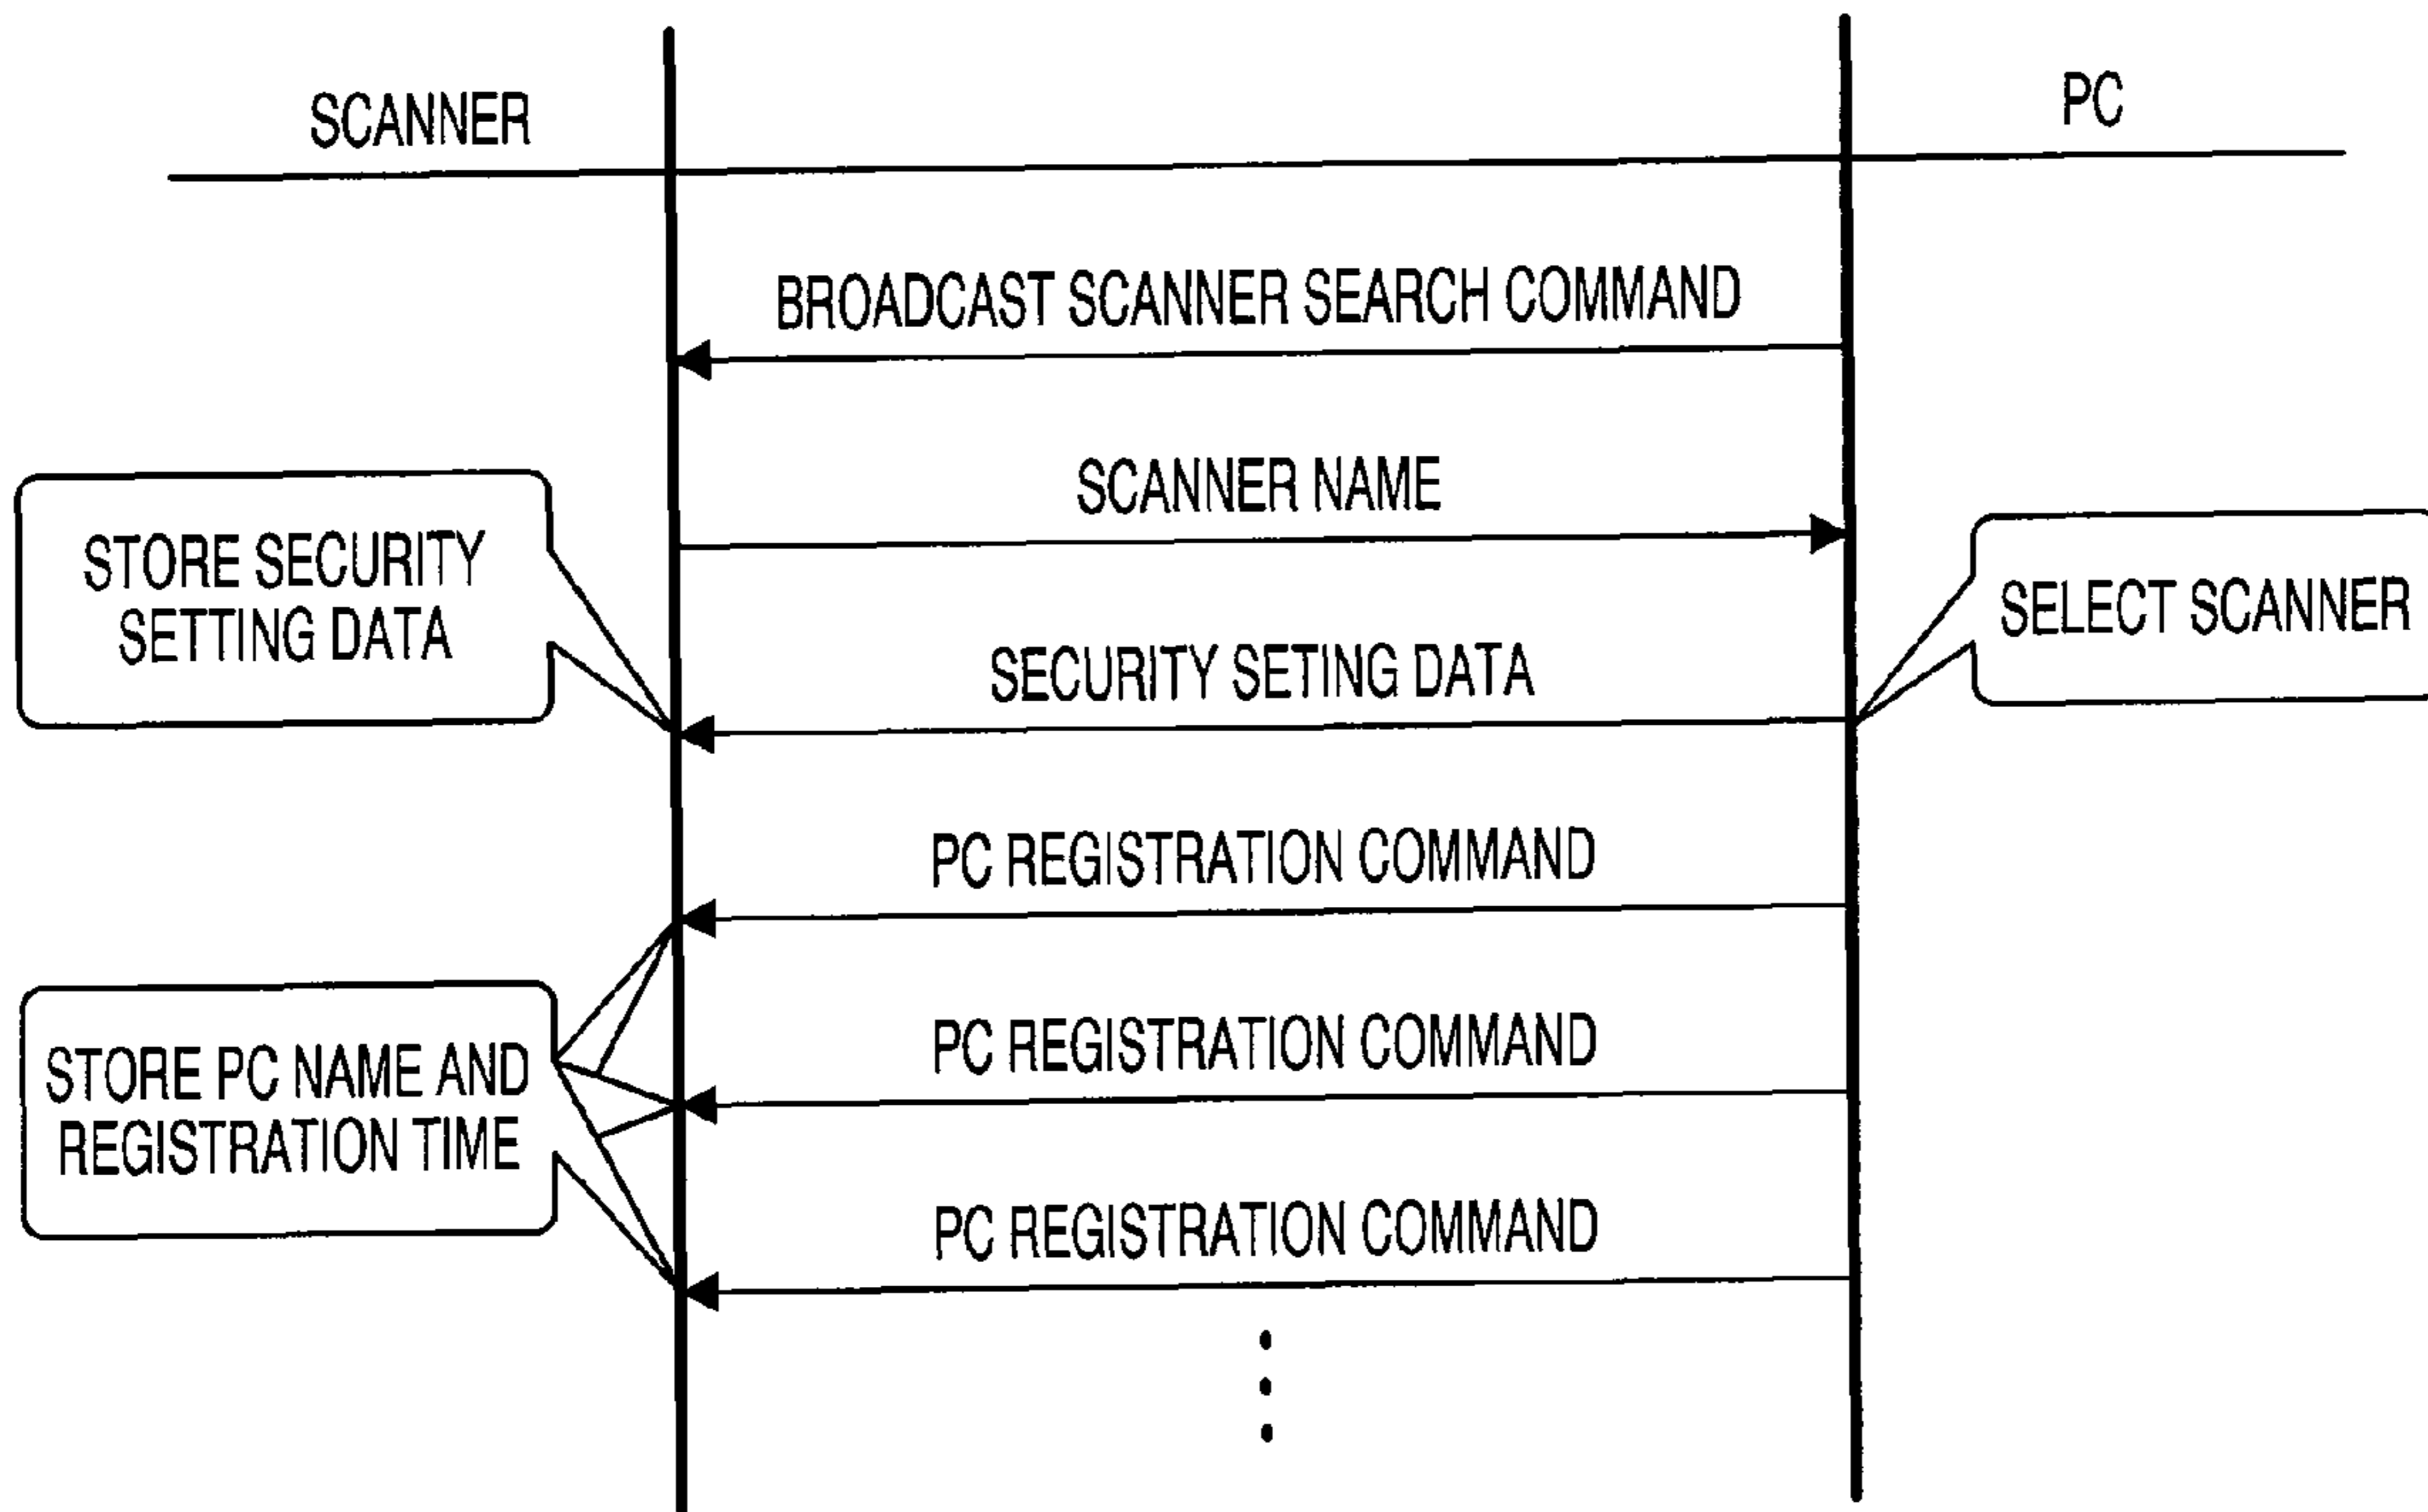 SCANNER
PC
BROADCAST SCANNER SEARCH COMMAND
SCANNER NAME
STORE SECURITY
SETTING DATA
SELECT SCANNER
SECURITY SETING DATA
PC REGISTRATION COMMAND
STORE PC NAME AND
REGISTRATION TIME
PC REGISTRATION COMMAND
PC REGISTRATION COMMAND